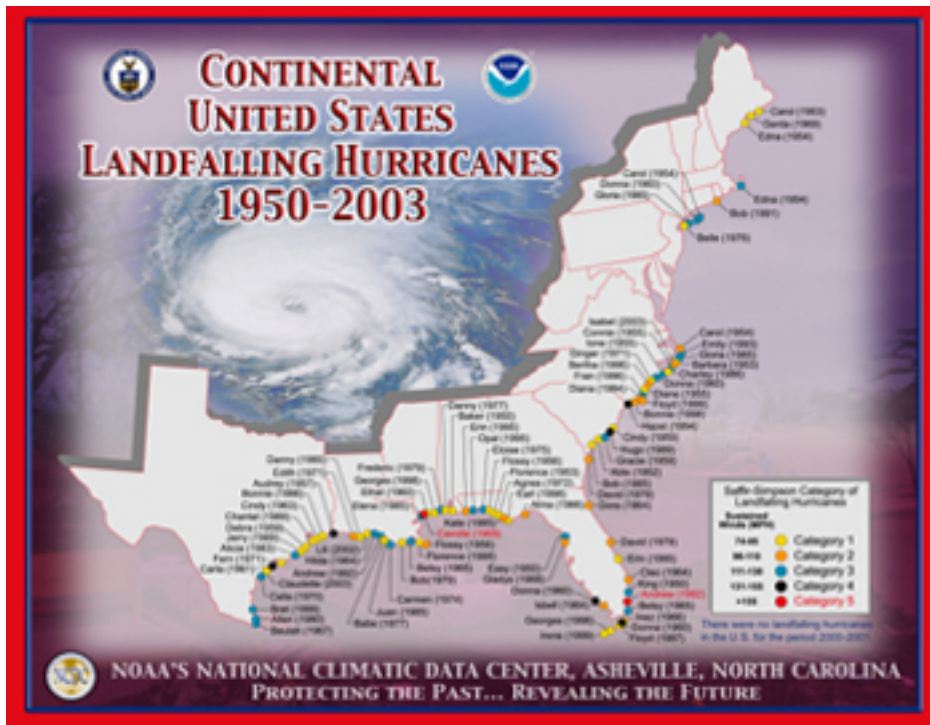 CONTINENTAL
UNITED STATES
LANDFALLING HURRICANES
1950-2003
Carol (1953)
Gerda (1969)
Edna (1954)
Carol (1954)
Donna (1960)
Gloria (1985)
Edna (1954)
Bob (1991)
Belle (1976)
Isabel (2003)
Connie (1955)
Ione (1955)
Ginger (1971)
Bertha (1996)
Fran (1996)
Diana (1984)
Carol (1954)
Emily (1993)
Gloria (1985)
Barbara (1953)
Charley (1986)
Donna (1960)
Diane (1955)
Floyd (1999)
Bonnie (1998)
Hazel (1954)
Cindy (1959)
Hugo (1989)
Gracie (1959)
Able (1952)
Bob (1985)
David (1979)
Dora (1964)
Danny (1997)
Erin (1995)
Opal (1995)
Eloise (1975)
Flossy (1956)
Florence (1953)
Agnes (1972)
Earl (1998)
Alma (1966)
Frederic (1979)
Georges (1998)
Ethel (1960)
Elena (1985)
Kate (1985)
Camille (1969)
Flossy (1956)
Florence (1988)
Betsy (1965)
Bob (1979)
Carmen (1974)
Juan (1985)
Babe (1977)
Danny (1985)
Edith (1971)
Audrey (1957)
Bonnie (1986)
Cindy (1963)
Chantal (1989)
Debra (1959)
Jerry (1989)
Alicia (1983)
Fern (1971)
Carla (1961)
Lili (2002)
Hilda (1964)
Andrew (1992)
Claudette (2003)
Celia (1970)
Bret (1999)
Allen (1980)
Beulah (1967)
Easy (1950)
Gladys (1968)
Donna (1960)
Isbell (1964)
Georges (1998)
Irene (1999)
David (1979)
Erin (1995)
Cleo (1964)
King (1950)
Andrew (1992)
Betsy (1965)
Inez (1966)
Donna (1960)
Floyd (1987)
Saffir-Simpson Category of
Landfalling Hurricanes
Sustained
Winds (MPH)
74-95 Category 1
96-110 Category 2
111-130 Category 3
131-155 Category 4
>155 Category 5
There were no landfalling hurricanes
in the U.S. for the period 2000-2001.
NOAA'S NATIONAL CLIMATIC DATA CENTER, ASHEVILLE, NORTH CAROLINA
PROTECTING THE PAST... REVEALING THE FUTURE